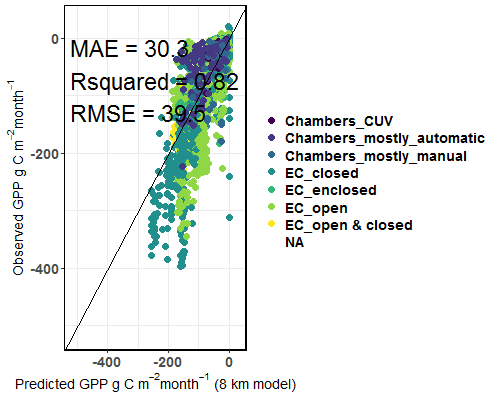 MAE = 30.3
Rsquared = 0.82
RMSE = 39.5
0
-200
-400
Observed GPP g C m⁻²month⁻¹
-400 -200 0
Predicted GPP g C m⁻²month⁻¹ (8 km model)
Chambers_CUV
Chambers_mostly_automatic
Chambers_mostly_manual
EC_closed
EC_enclosed
EC_open
EC_open & closed
NA